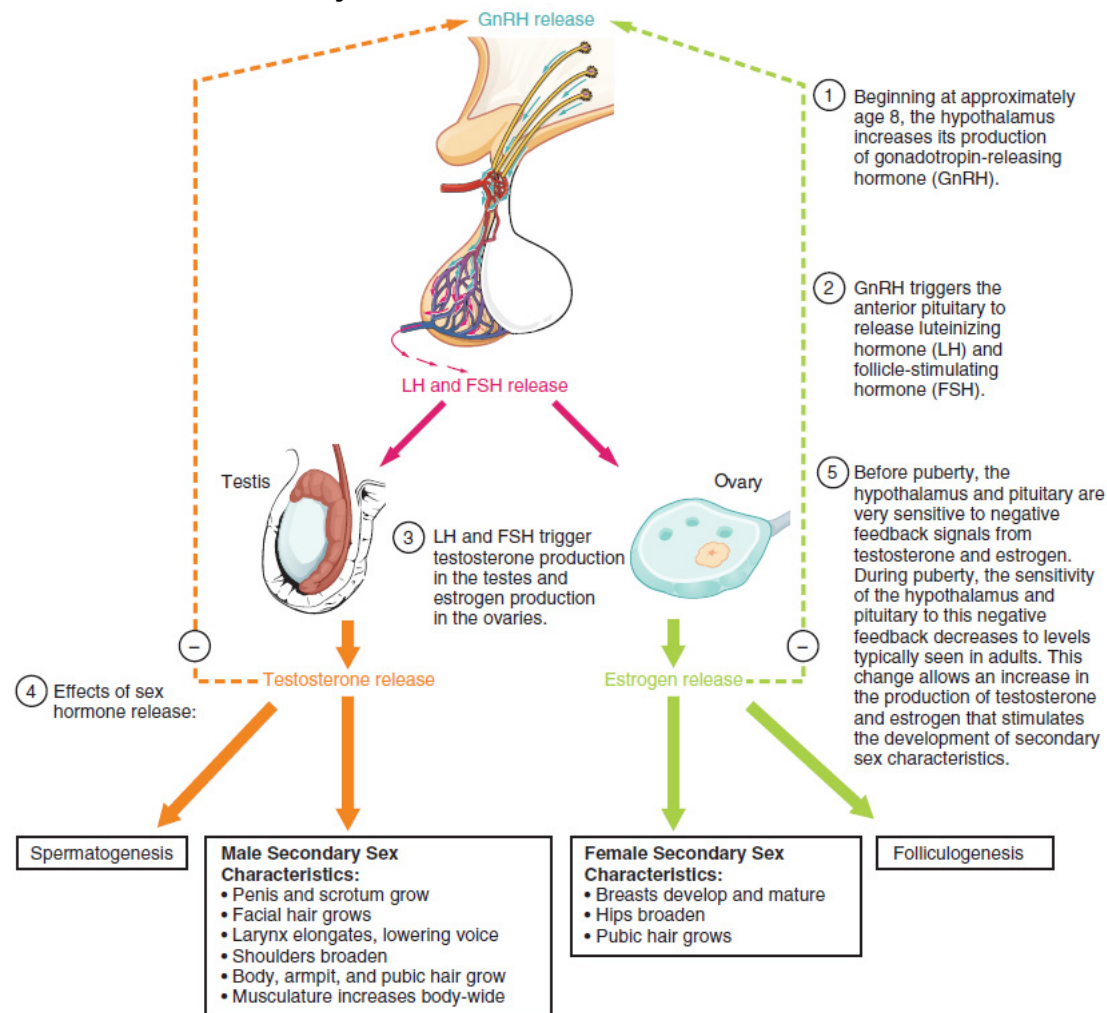 GnRH release
1 Beginning at approximately
age 8, the hypothalamus
increases its production
of gonadotropin-releasing
hormone (GnRH).
2 GnRH triggers the
anterior pituitary to
release luteinizing
hormone (LH) and
follicle-stimulating
hormone (FSH).
LH and FSH release
Testis
Ovary
3 LH and FSH trigger
testosterone production
in the testes and
estrogen production
in the ovaries.
5 Before puberty, the
hypothalamus and pituitary are
very sensitive to negative
feedback signals from
testosterone and estrogen.
During puberty, the sensitivity
of the hypothalamus and
pituitary to this negative
feedback decreases to levels
typically seen in adults. This
change allows an increase in
the production of testosterone
and estrogen that stimulates
the development of secondary
sex characteristics.
–
–
Testosterone release
Estrogen release
4 Effects of sex
hormone release:
Spermatogenesis
Male Secondary Sex
Characteristics:
• Penis and scrotum grow
• Facial hair grows
• Larynx elongates, lowering voice
• Shoulders broaden
• Body, armpit, and pubic hair grow
• Musculature increases body-wide
Female Secondary Sex
Characteristics:
• Breasts develop and mature
• Hips broaden
• Pubic hair grows
Folliculogenesis